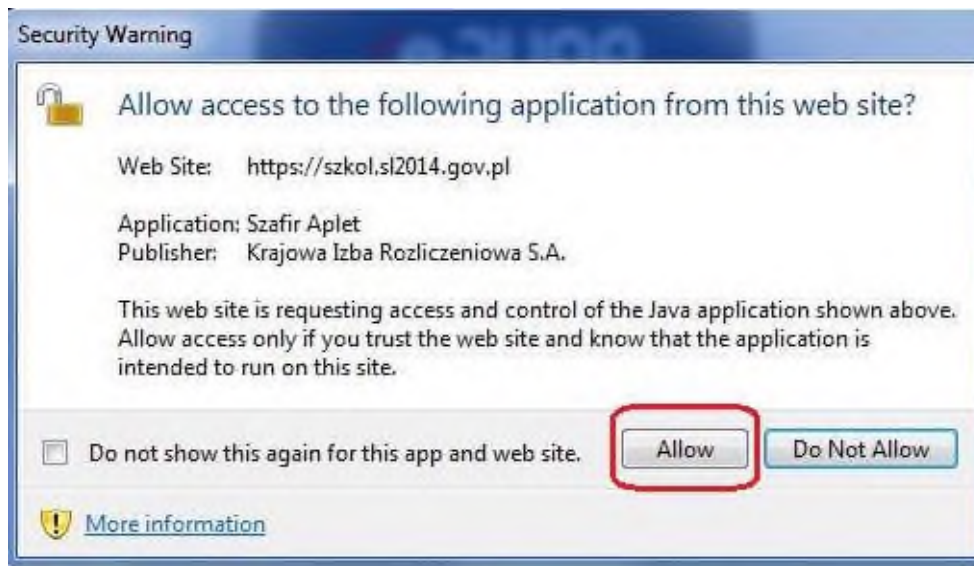 Security Warning
Allow access to the following application from this web site?
Web Site: https://szkol.sl2014.gov.pl
Application: Szafir Aplet
Publisher: Krajowa Izba Rozliczeniowa S.A.
This web site is requesting access and control of the Java application shown above.
Allow access only if you trust the web site and know that the application is
intended to run on this site.
Do not show this again for this app and web site.
Allow
Do Not Allow
More information